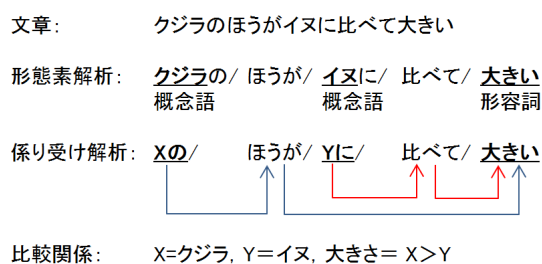 文章： クジラのほうがイヌに比べて大きい
形態素解析： クジラの/ ほうが/ イヌに/ 比べて/ 大きい
概念語 概念語 形容詞
係り受け解析： Xの/ ほうが/ Yに/ 比べて/ 大きい
比較関係： X=クジラ, Y＝イヌ, 大きさ＝ X＞Y